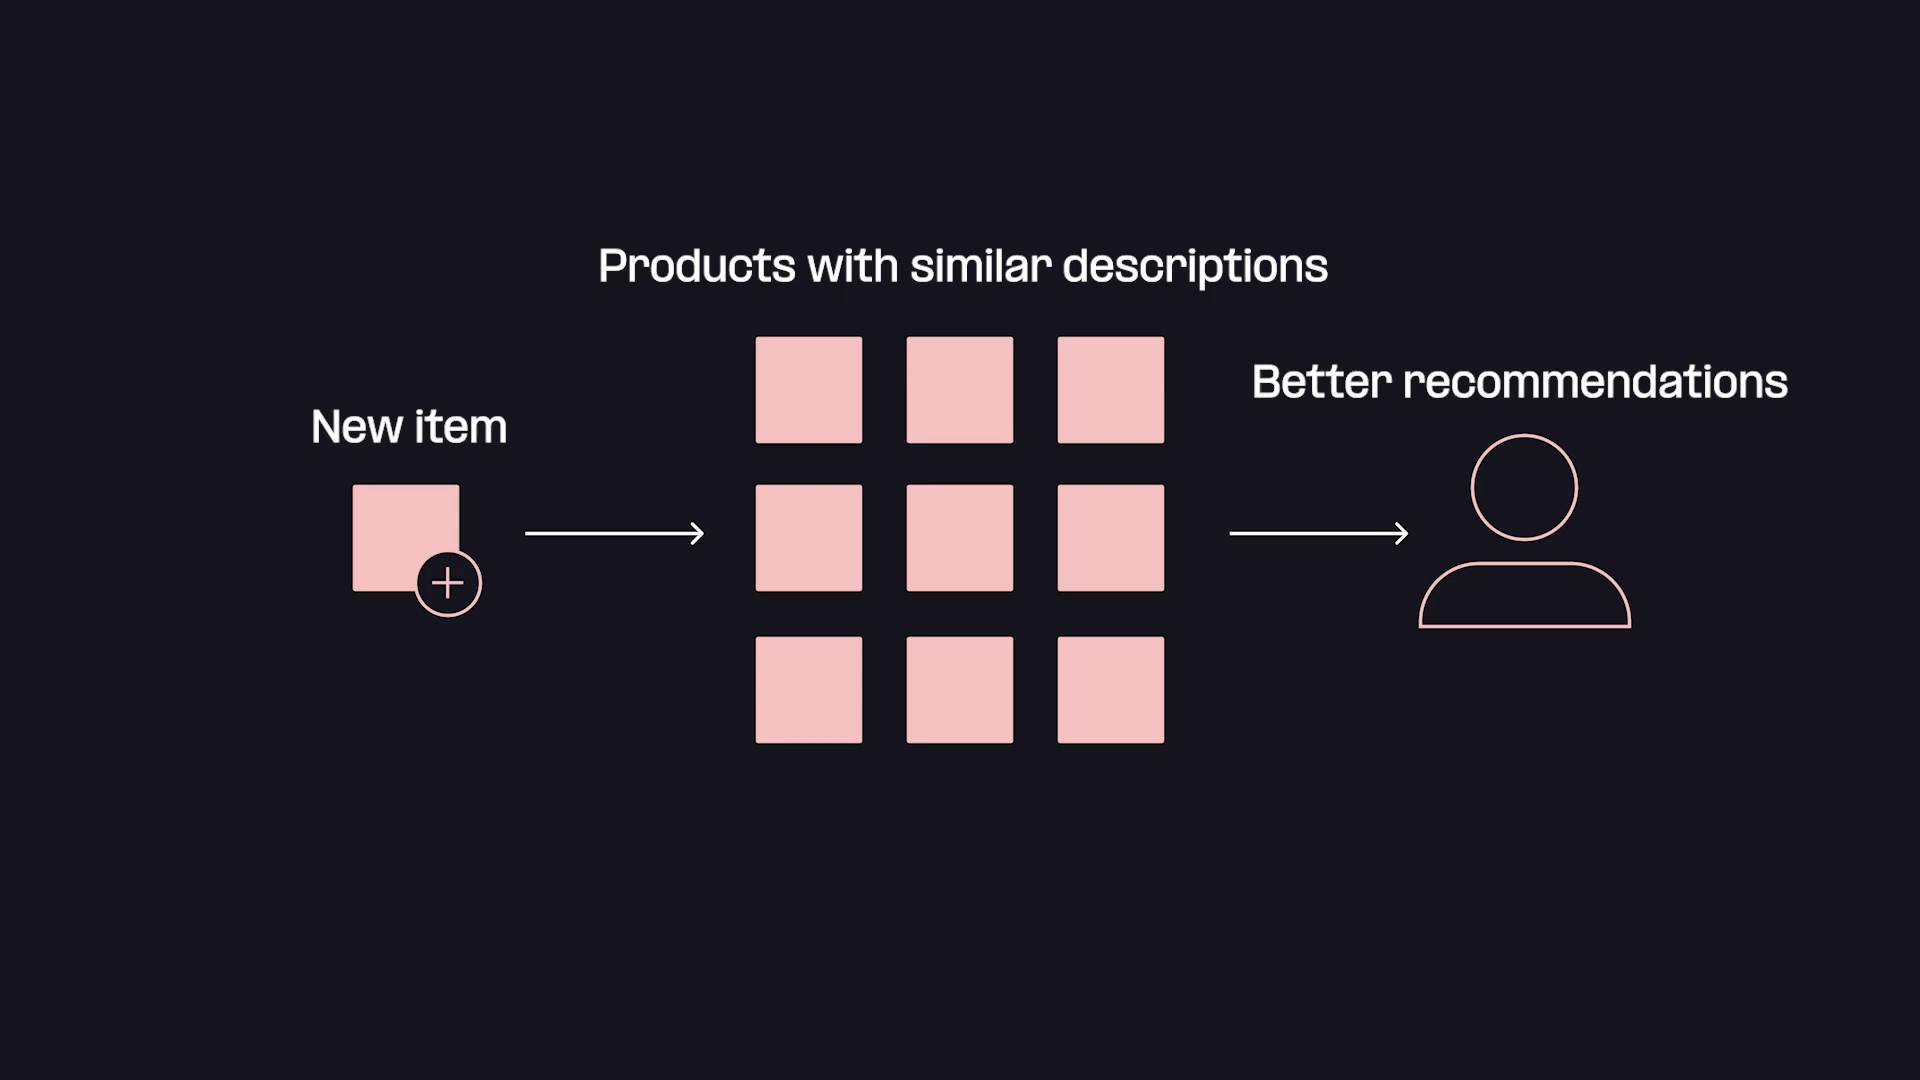 Products with similar descriptions
Better recommendations
New item